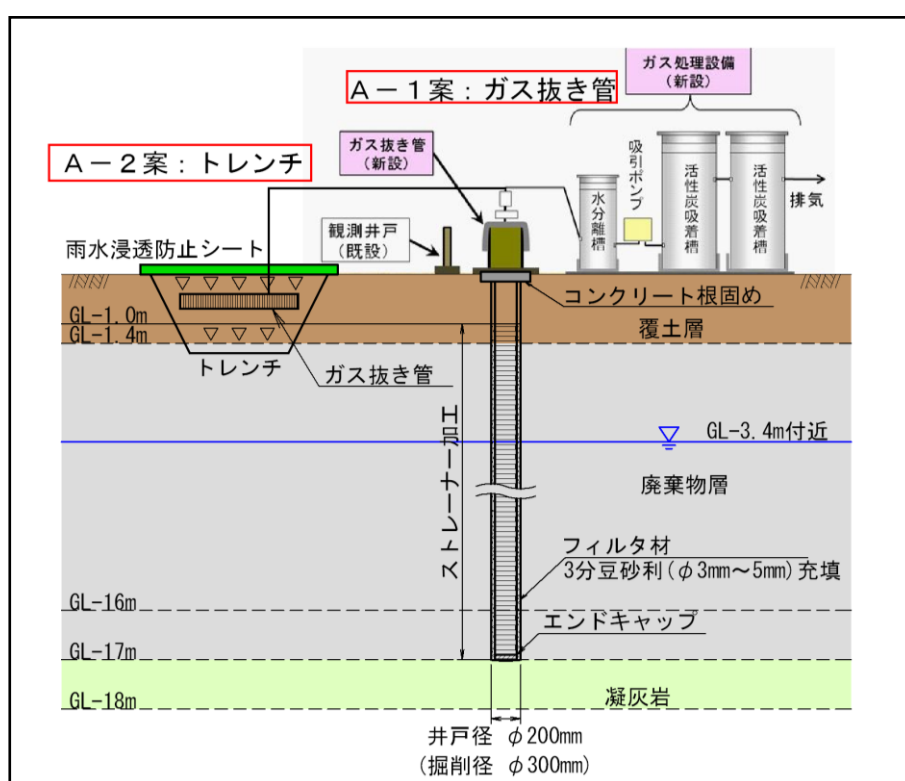 ガス処理設備
(新設)
A－1案：ガス抜き管
ガス抜き管
(新設)
A－2案：トレンチ
吸引ポンプ
水分離槽
活性炭吸着槽
活性炭吸着槽
排気
観測井戸
(既設)
雨水浸透防止シート
コンクリート根固め
GL-1.0m
GL-1.4m
覆土層
トレンチ
ガス抜き管
ストレーナー加工
GL-3.4m付近
廃棄物層
フィルタ材
3分豆砂利(φ3mm～5mm)充填
GL-16m
エンドキャップ
GL-17m
凝灰岩
GL-18m
井戸径 φ200mm
(掘削径 φ300mm)